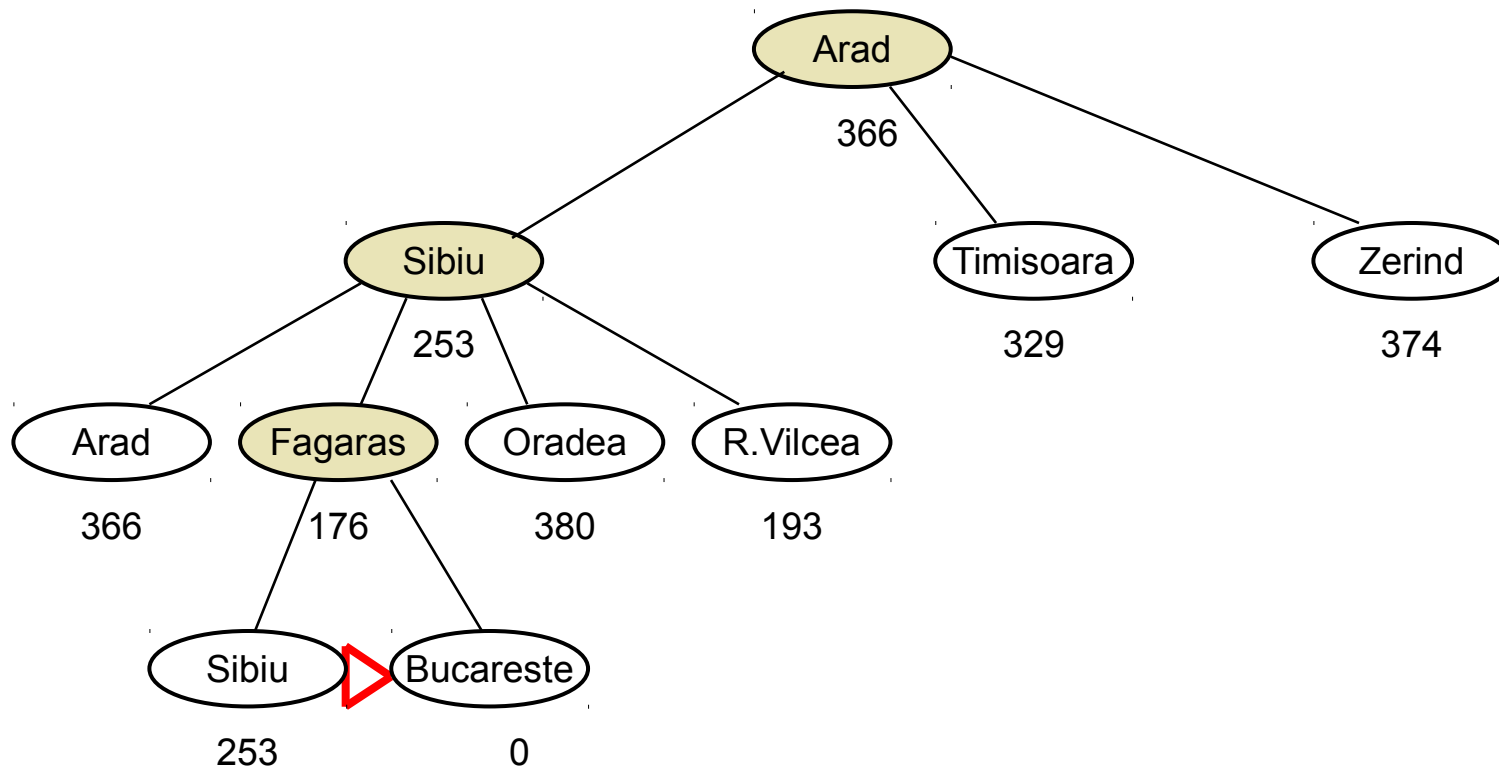 Arad
366
Sibiu
Timisoara
Zerind
253
329
374
Arad
Fagaras
Oradea
R.Vilcea
366
176
380
193
Sibiu
Bucareste
253
0